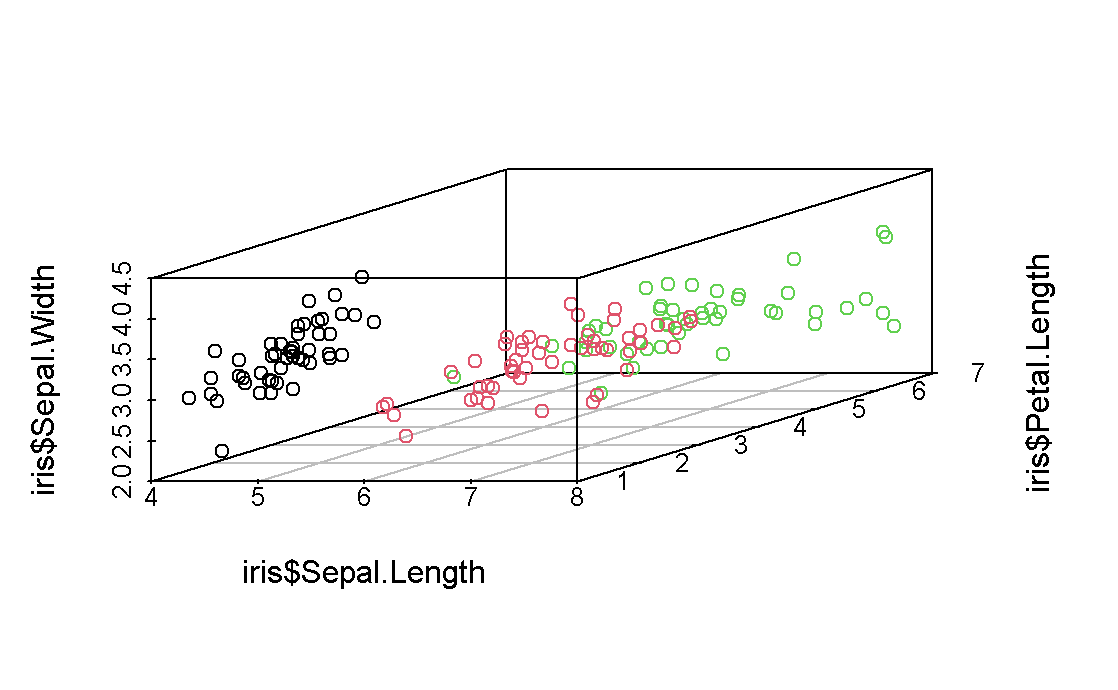 iris$Sepal.Width
2.0 2.5 3.0 3.5 4.0 4.5
4 5 6 7 8
iris$Sepal.Length
1 2 3 4 5 6 7
iris$Petal.Length